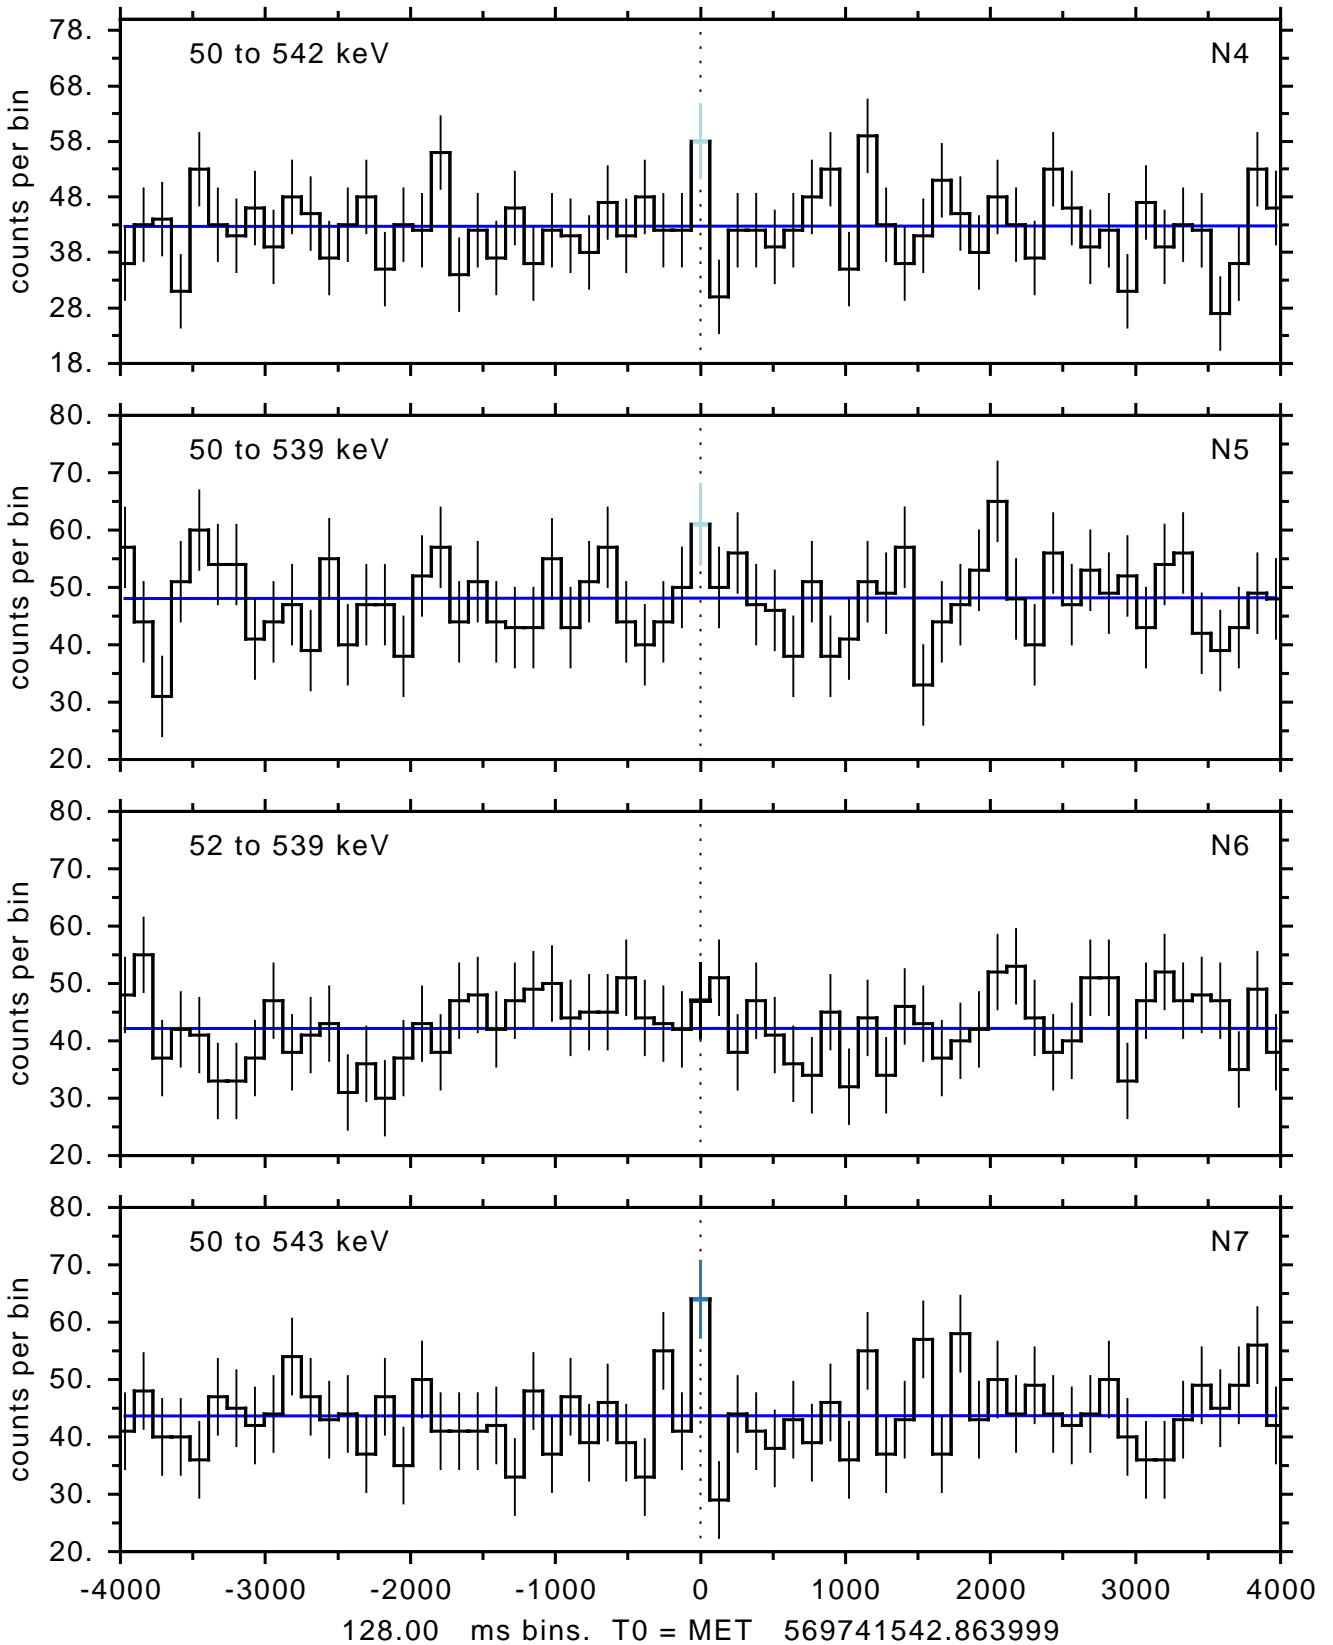 50 to 542 keV N4
78.
68.
58.
48.
38.
28.
18.
counts per bin
50 to 539 keV N5
80.
70.
60.
50.
40.
30.
20.
counts per bin
52 to 539 keV N6
80.
70.
60.
50.
40.
30.
20.
counts per bin
50 to 543 keV N7
80.
70.
60.
50.
40.
30.
20.
counts per bin
-4000 -3000 -2000 -1000 0 1000 2000 3000 4000
128.00 ms bins. T0 = MET 569741542.863999